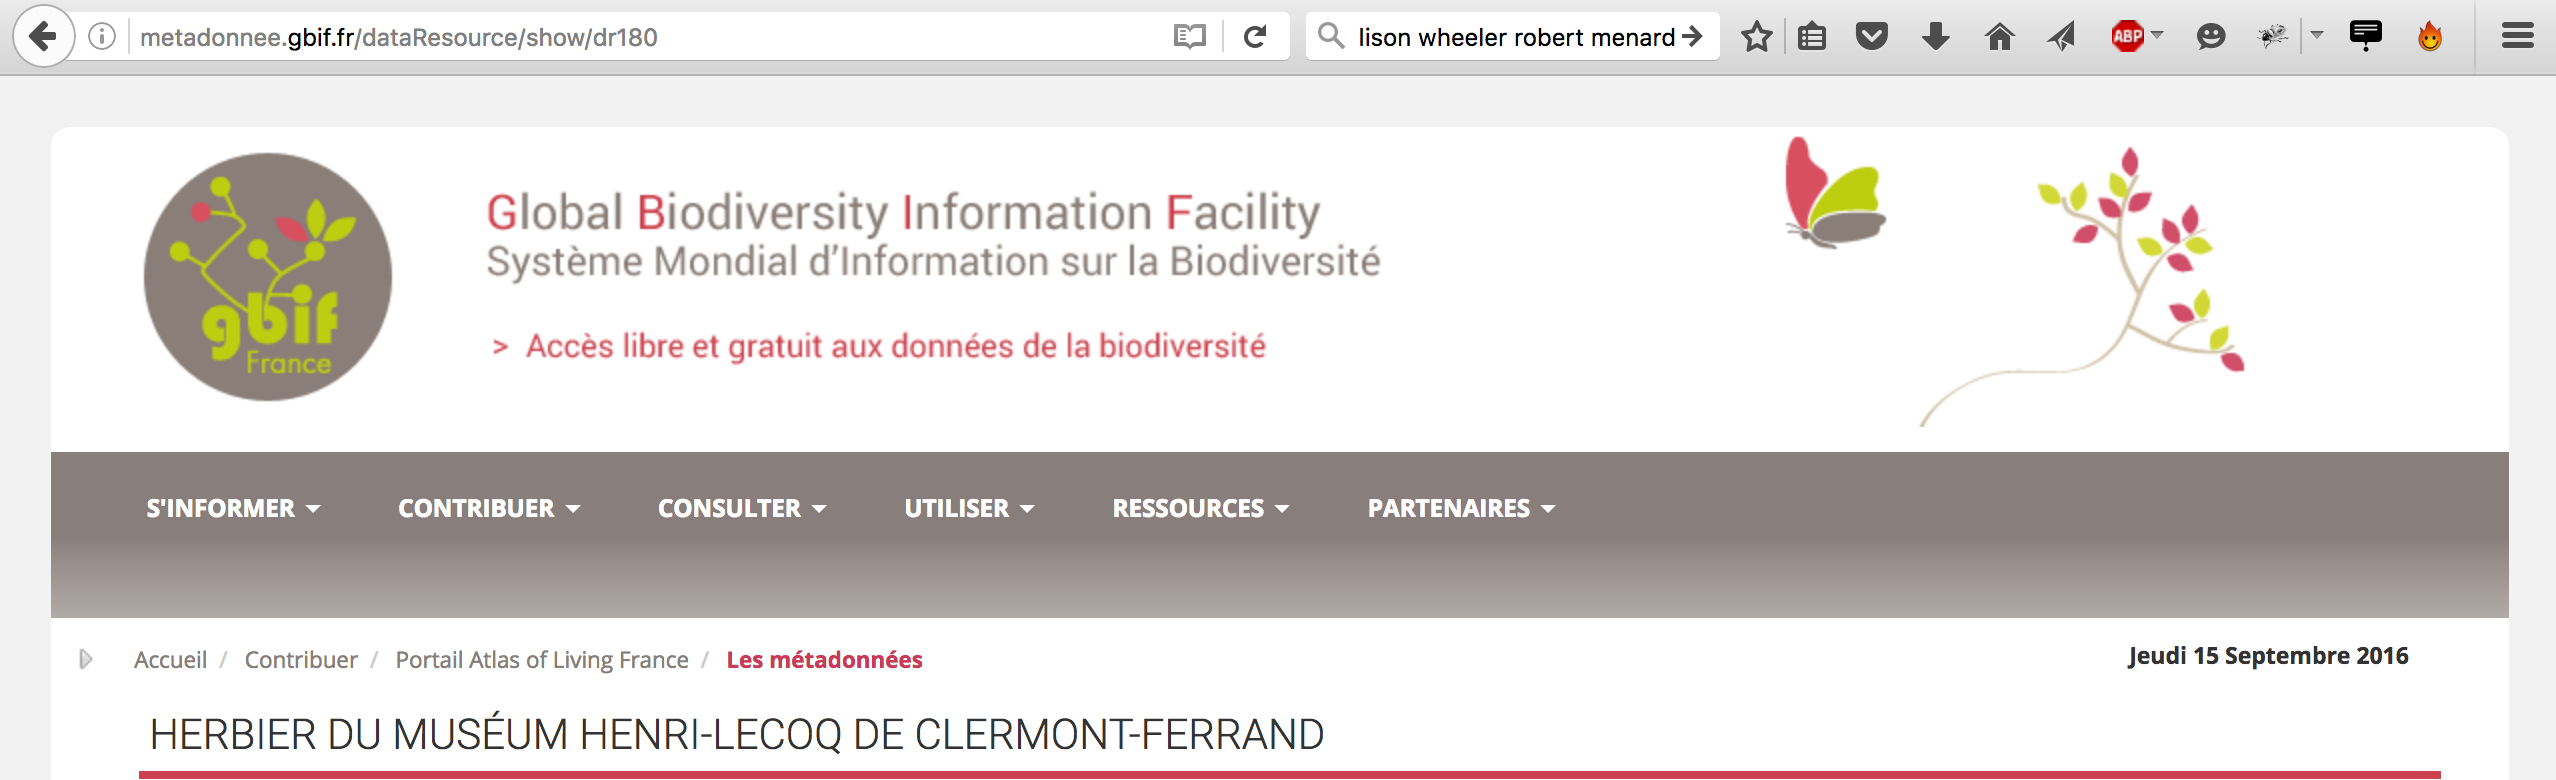 metadonnee.gbif.fr/dataResource/show/dr180
lison wheeler robert menard
ABP
Global Biodiversity Information Facility
Système Mondial d'Information sur la Biodiversité
> Accès libre et gratuit aux données de la biodiversité
gbif
France
S'INFORMER
CONTRIBUER
CONSULTER
UTILISER
RESSOURCES
PARTENAIRES
Accueil / Contribuer / Portail Atlas of Living France / Les métadonnées
Jeudi 15 Septembre 2016
HERBIER DU MUSÉUM HENRI-LECOQ DE CLERMONT-FERRAND